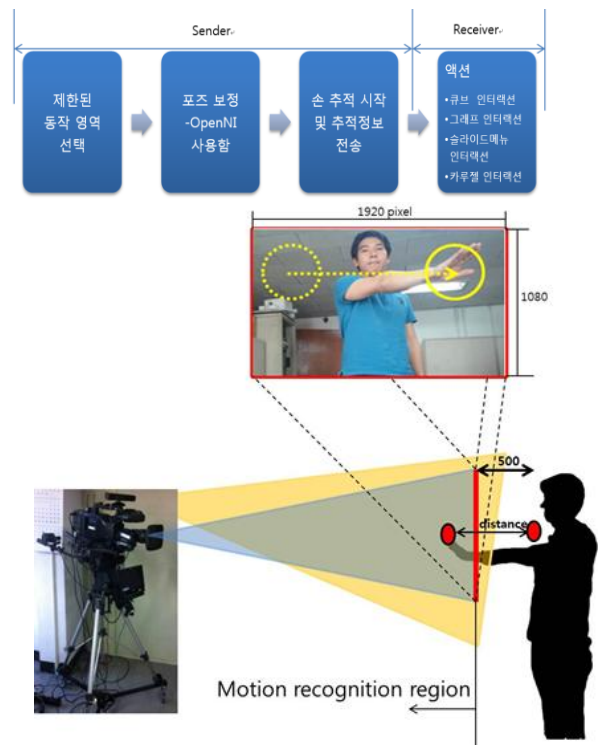 Sender
Receiver
제한된
동작 영역
선택
포즈 보정
-OpenNI
사용함
손 추적 시작
및 추적정보
전송
액션
•큐브 인터랙션
•그래프 인터랙션
•슬라이드메뉴
인터랙션
•카루젤 인터랙션
1920 pixel
1080
500
distance
Motion recognition region